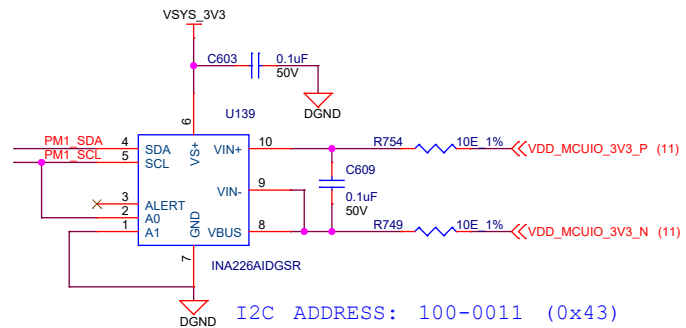 VSYS_3V3
C603
0.1uF
50V
DGND
U139
6
PM1_SDA
4
SDA
VS+
VIN+
10
R754
10E_1%
VDD_MCUIO_3V3_P (11)
PM1_SCL
5
SCL
C609
VIN-
9
0.1uF
50V
3
ALERT
2
A0
GND
1
A1
VBUS
8
R749
10E_1%
VDD_MCUIO_3V3_N (11)
7
INA226AIDGSR
DGND
I2C ADDRESS: 100-0011 (0x43)